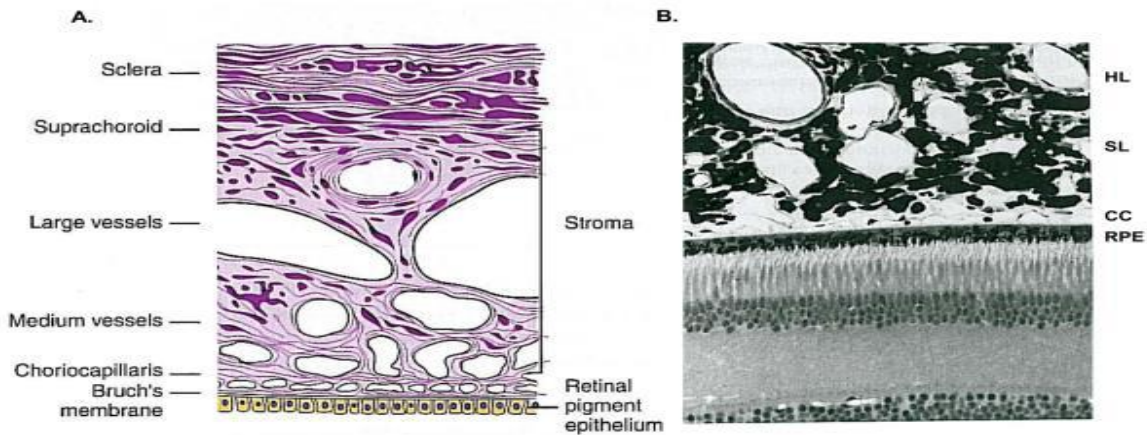 A.
Sclera
Suprachoroid
Large vessels
Medium vessels
Choriocapillaris
Bruch's
membrane
Stroma
Retinal
pigment
epithelium
B.
HL
SL
CC
RPE